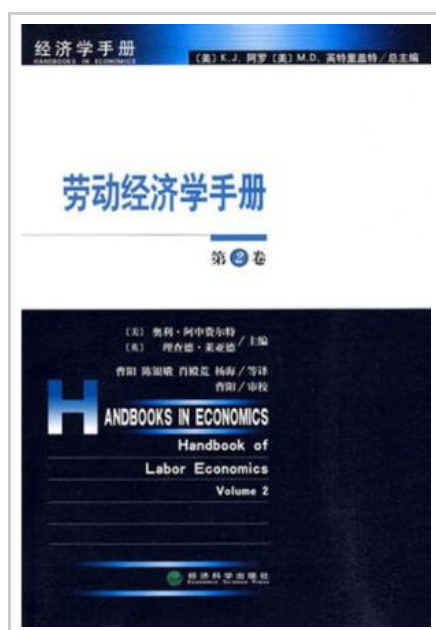 经济学手册
HANDBOOKS IN ECONOMICS
（美）K.J. 阿罗（美）M.D. 英特里盖特／总主编
劳动经济学手册
第2卷
〔美〕 奥利·阿申费尔特
〔英〕 理查德·莱亚德 ／主编
曹阳 陈银娥 肖殿荒 杨海／等译
曹阳／审校
HANDBOOKS IN ECONOMICS
Handbook of
Labor Economics
Volume 2
经济科学出版社
Economic Science Press